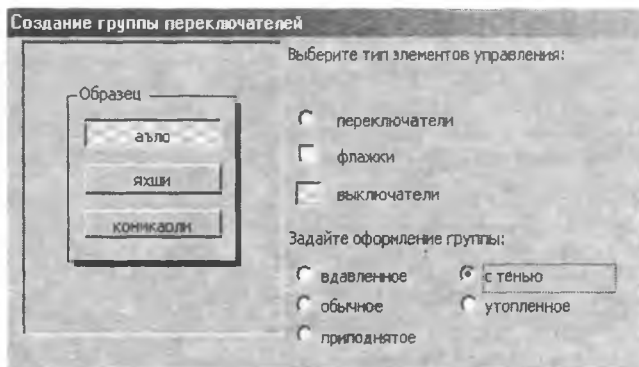 Создание группы переключателей
Выберите тип элементов управления:
Образец
аъло
яхши
коникарли
переключатели
флажки
выключатели
Задайте оформление группы:
вдавленное
с тенью
обычное
утопленное
приподнятое